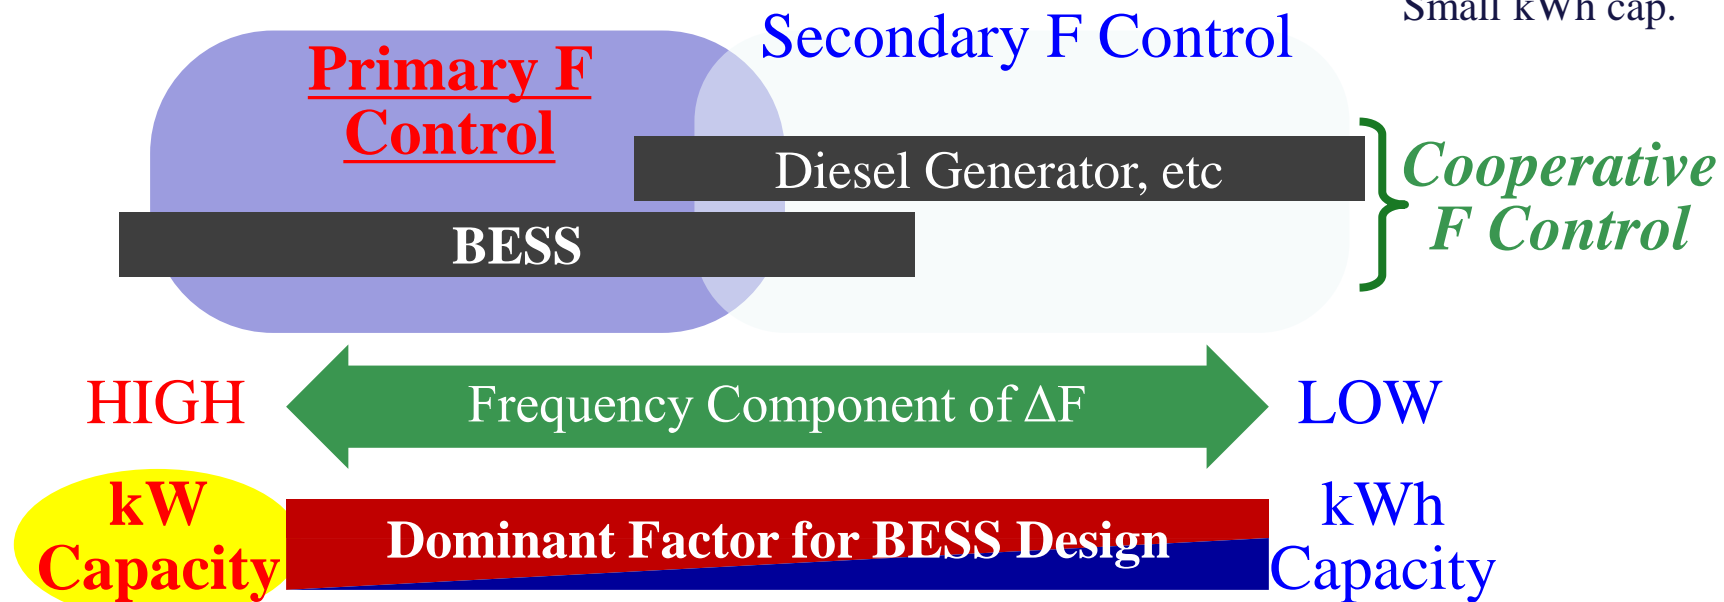 Small kWh cap.
Secondary F Control
Primary F
Control
Diesel Generator, etc
BESS
Cooperative
F Control
HIGH
Frequency Component of ΔF
LOW
kW
Capacity
Dominant Factor for BESS Design
kWh
Capacity